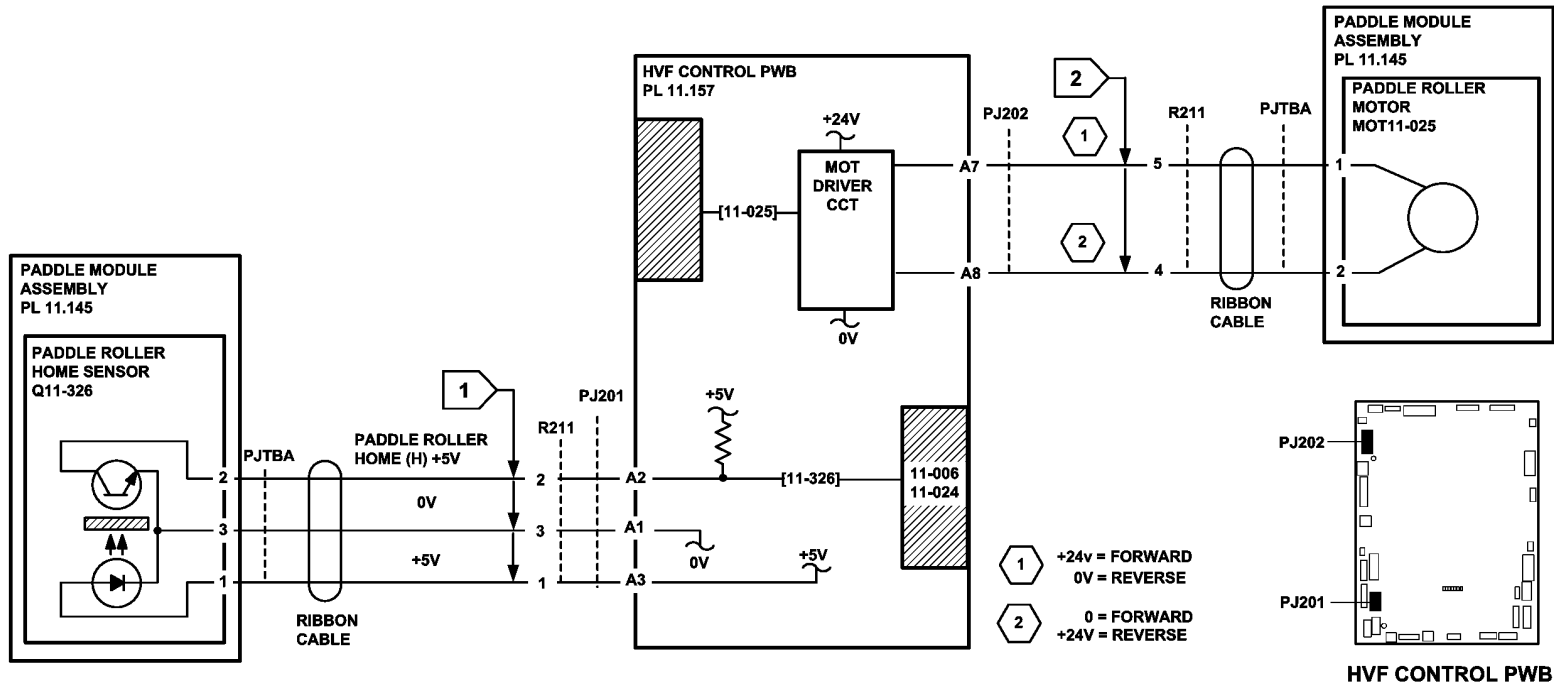 PADDLE MODULE
ASSEMBLY
PL 11.145
PADDLE ROLLER
HOME SENSOR
Q11-326
PJTBA
2
3
1
RIBBON
CABLE
PADDLE ROLLER
HOME (H) +5V
0V
+5V
1
R211
2
3
1
PJ201
HVF CONTROL PWB
PL 11.157
+24V
MOT
DRIVER
CCT
[11-025]
0V
A7
A8
+5V
A2
[11-326]
11-006
11-024
A1
0V
+5V
A3
PJ202
2
1
2
R211
5
4
PJTBA
RIBBON
CABLE
PADDLE MODULE
ASSEMBLY
PL 11.145
PADDLE ROLLER
MOTOR
MOT11-025
1
2
1
+24v = FORWARD
0V = REVERSE
2
0 = FORWARD
+24V = REVERSE
PJ202
PJ201
HVF CONTROL PWB